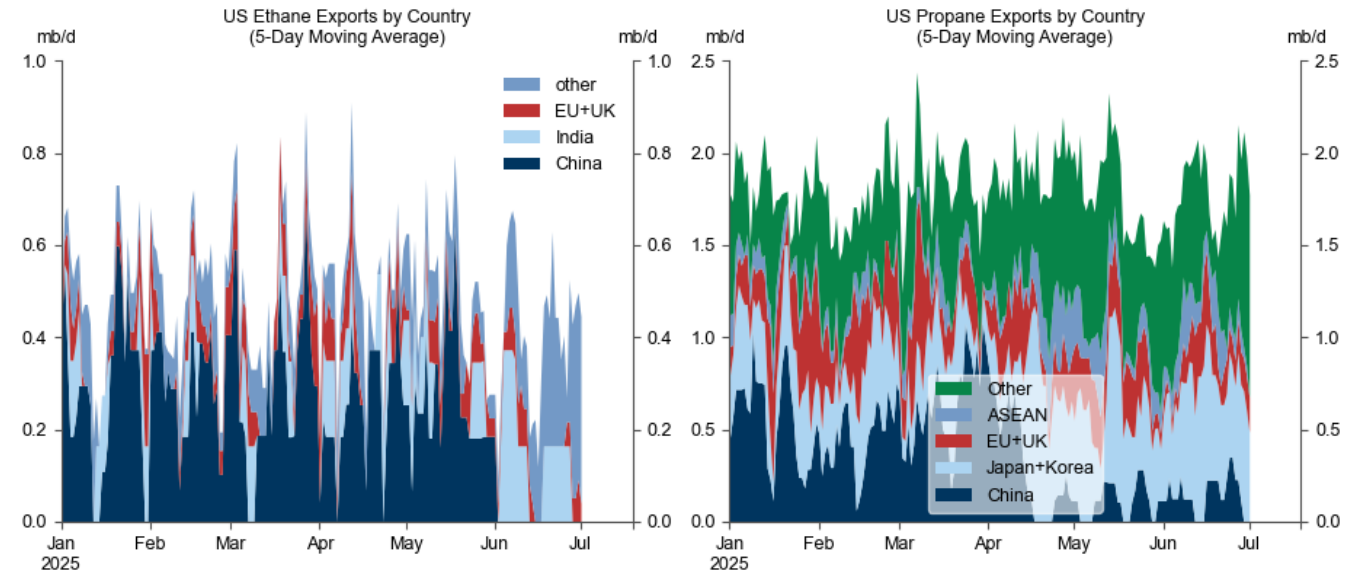 US Ethane Exports by Country
(5-Day Moving Average)
mb/d
mb/d
1.0
0.8
0.6
0.4
0.2
0.0
1.0
0.8
0.6
0.4
0.2
0.0
other
EU+UK
India
China
Jan
2025
Feb
Mar
Apr
May
Jun
Jul
US Propane Exports by Country
(5-Day Moving Average)
mb/d
mb/d
2.5
2.0
1.5
1.0
0.5
0.0
2.5
2.0
1.5
1.0
0.5
0.0
Other
ASEAN
EU+UK
Japan+Korea
China
Jan
2025
Feb
Mar
Apr
May
Jun
Jul